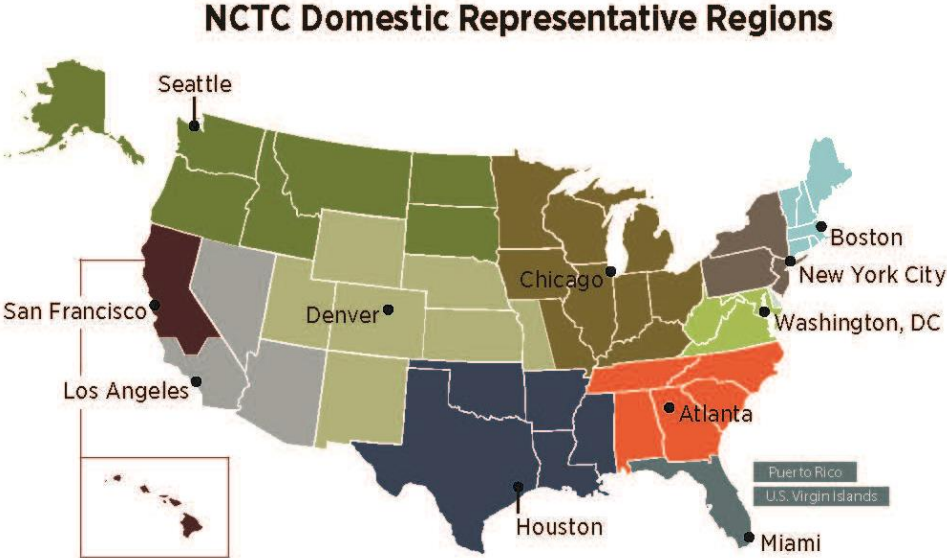 NCTC Domestic Representative Regions
Seattle
Boston
New York City
Chicago
San Francisco
Denver
Washington, DC
Los Angeles
Atlanta
Puerto Rico
U.S. Virgin Islands
Houston
Miami